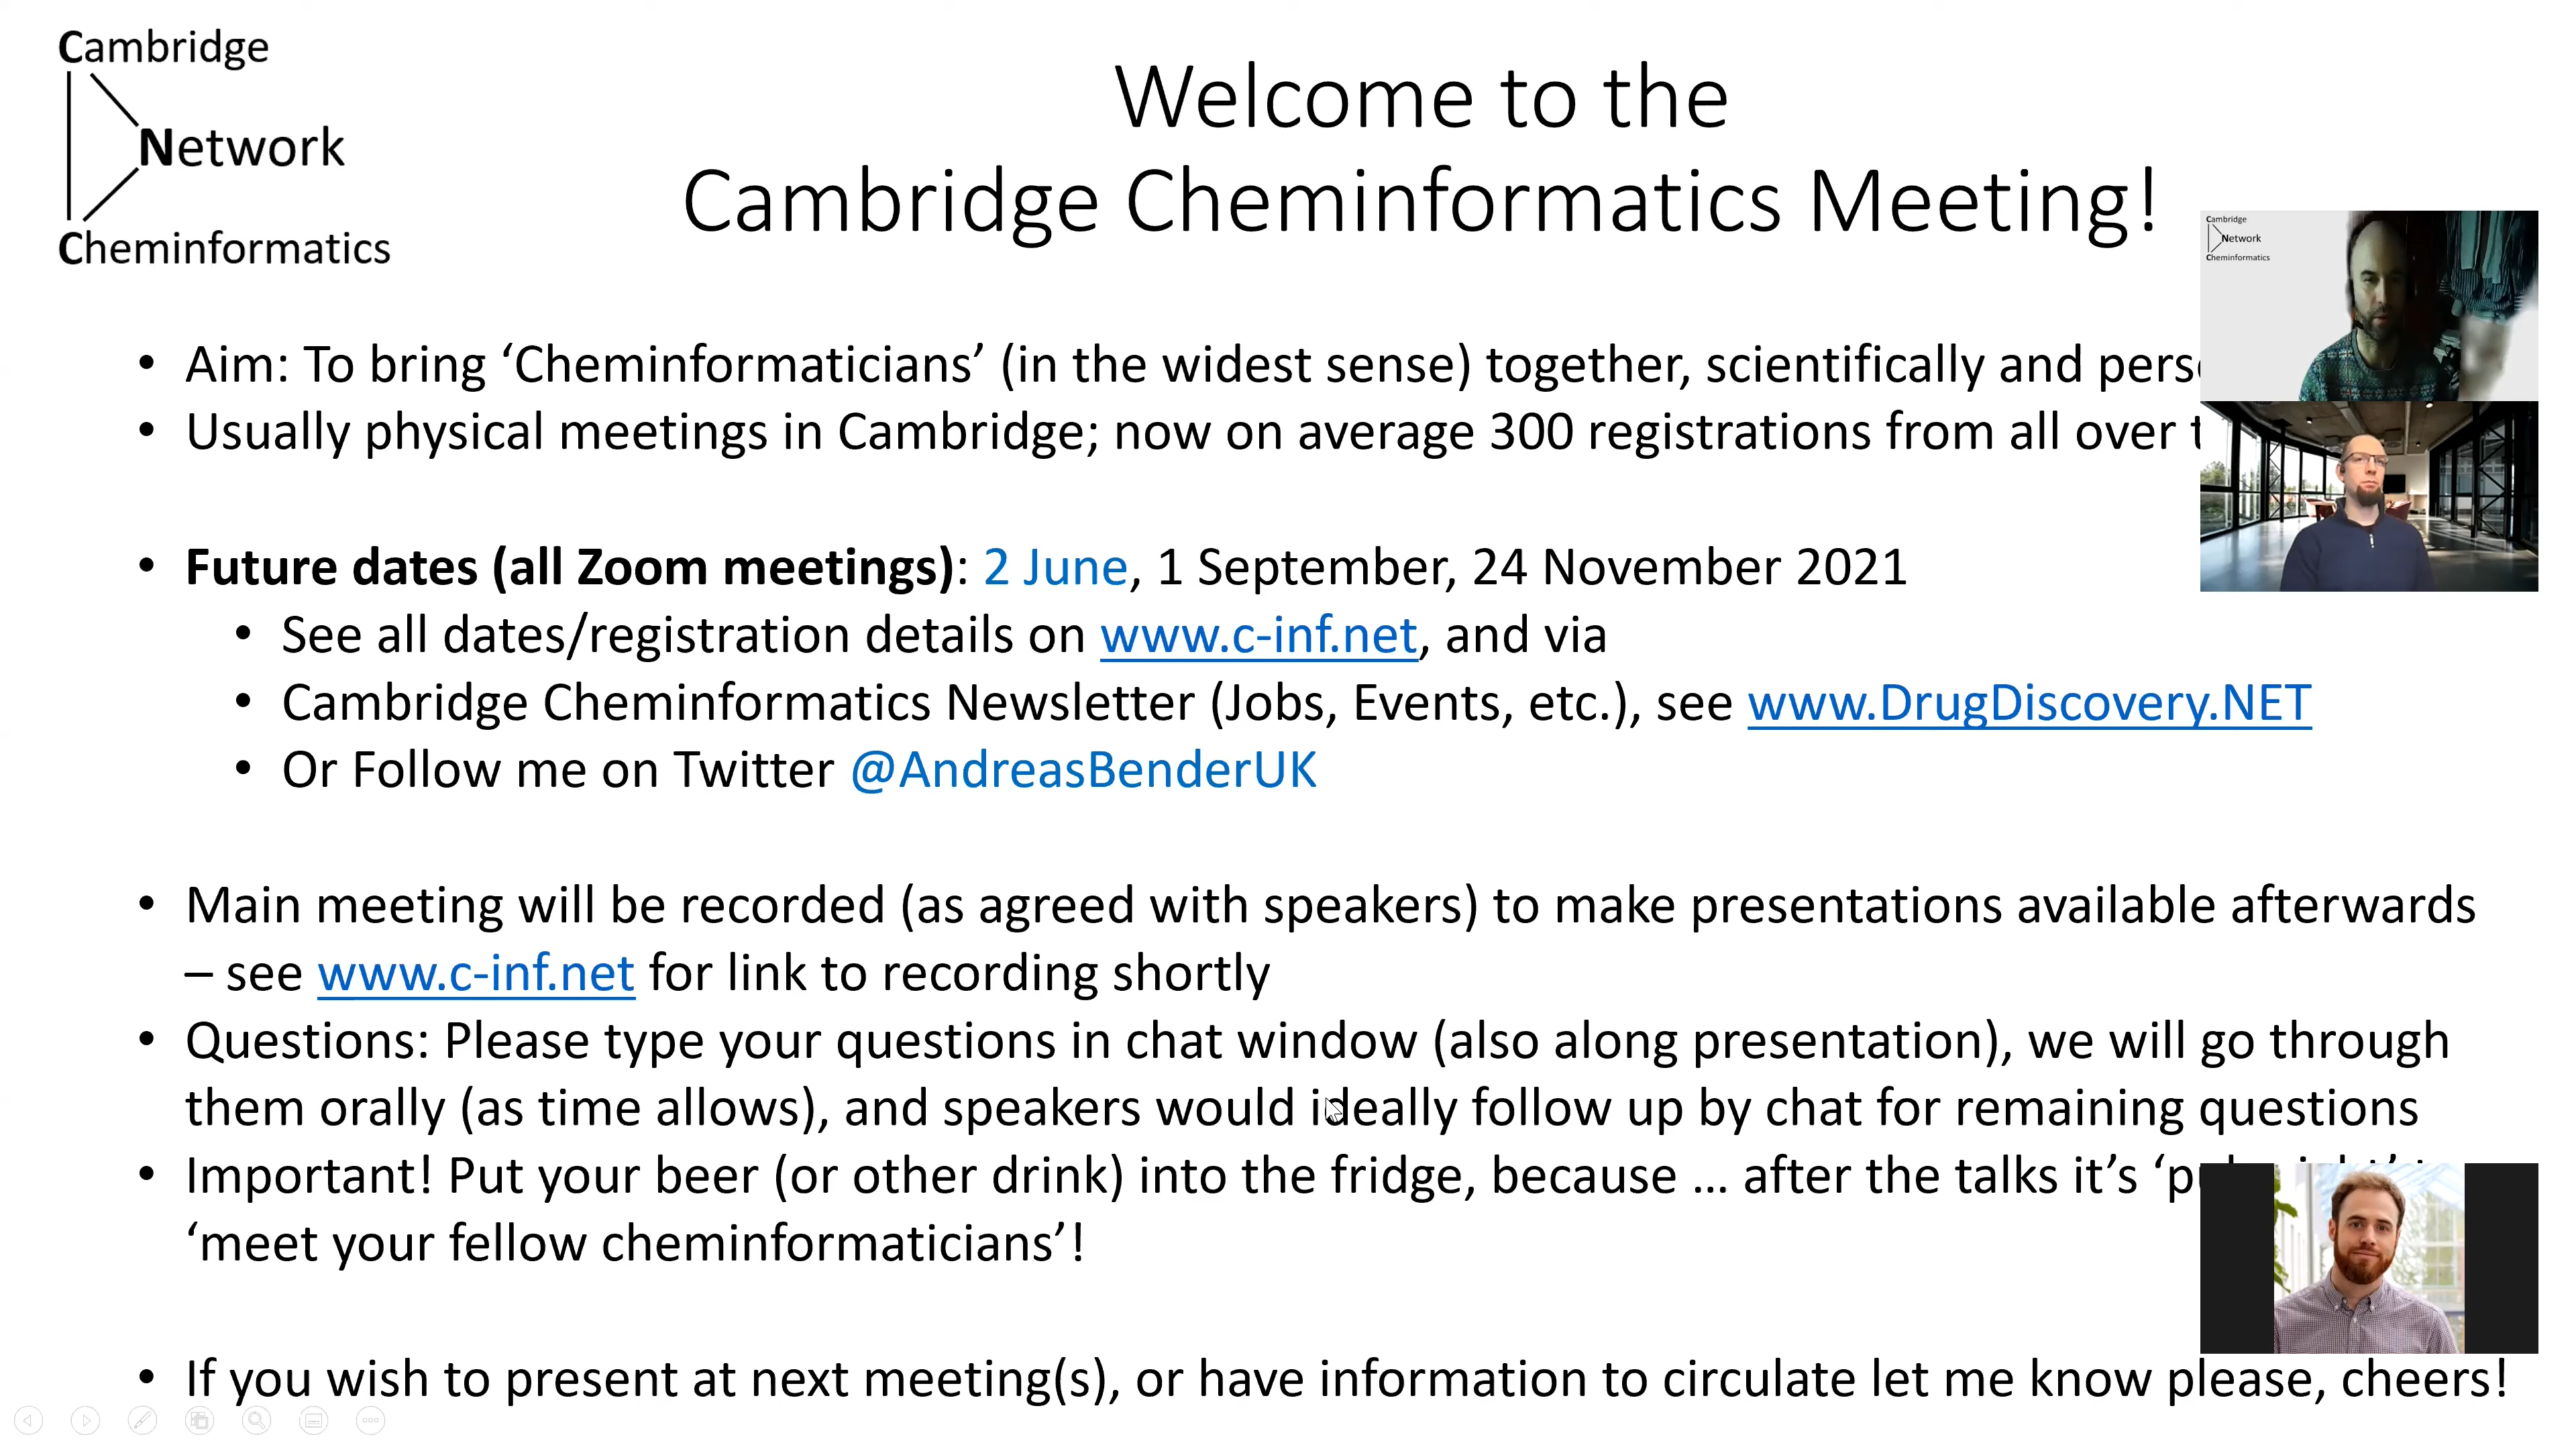 Cambridge
Network
Cheminformatics
Welcome to the
Cambridge Cheminformatics Meeting!
Cambridge
Network
Cheminformatics
• Aim: To bring ‘Cheminformaticians’ (in the widest sense) together, scientifically and
• Usually physical meetings in Cambridge; now on average 300 registrations from all over
• Future dates (all Zoom meetings): 2 June, 1 September, 24 November 2021
• See all dates/registration details on www.c-inf.net, and via
• Cambridge Cheminformatics Newsletter (Jobs, Events, etc.), see www.DrugDiscovery.NET
• Or Follow me on Twitter @AndreasBenderUK
• Main meeting will be recorded (as agreed with speakers) to make presentations available afterwards
– see www.c-inf.net for link to recording shortly
• Questions: Please type your questions in chat window (also along presentation), we will go through
them orally (as time allows), and speakers would ideally follow up by chat for remaining questions
• Important! Put your beer (or other drink) into the fridge, because … after the talks it’s
‘meet your fellow cheminformaticians’!
• If you wish to present at next meeting(s), or have information to circulate let me know please, cheers!